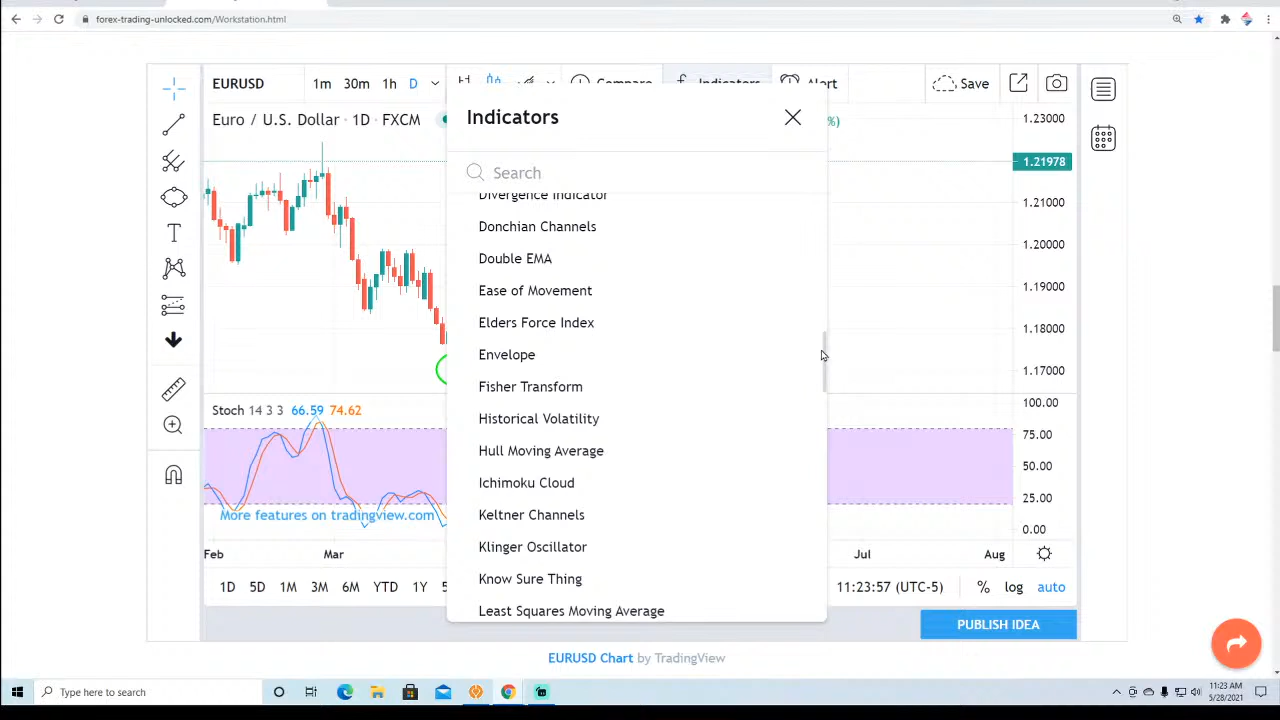 forex-trading-unlocked.com/Workstation.html
EURUSD 1m 30m 1h D Compare Indicators Alert Save
Euro / U.S. Dollar · 1D · FXCM %)
Indicators
Search
Divergence Indicator
Donchian Channels
Double EMA
Ease of Movement
Elders Force Index
Envelope
Fisher Transform
Historical Volatility
Hull Moving Average
Ichimoku Cloud
Keltner Channels
Klinger Oscillator
Know Sure Thing
Least Squares Moving Average
1.23000
1.21978
1.21000
1.20000
1.19000
1.18000
1.17000
Stoch 14 3 3 66.59 74.62
100.00
75.00
50.00
25.00
0.00
More features on tradingview.com
Feb Mar Jul Aug
1D 5D 1M 3M 6M YTD 1Y 5 11:23:57 (UTC-5) % log auto
PUBLISH IDEA
EURUSD Chart by TradingView
Type here to search
11:23 AM
5/28/2021